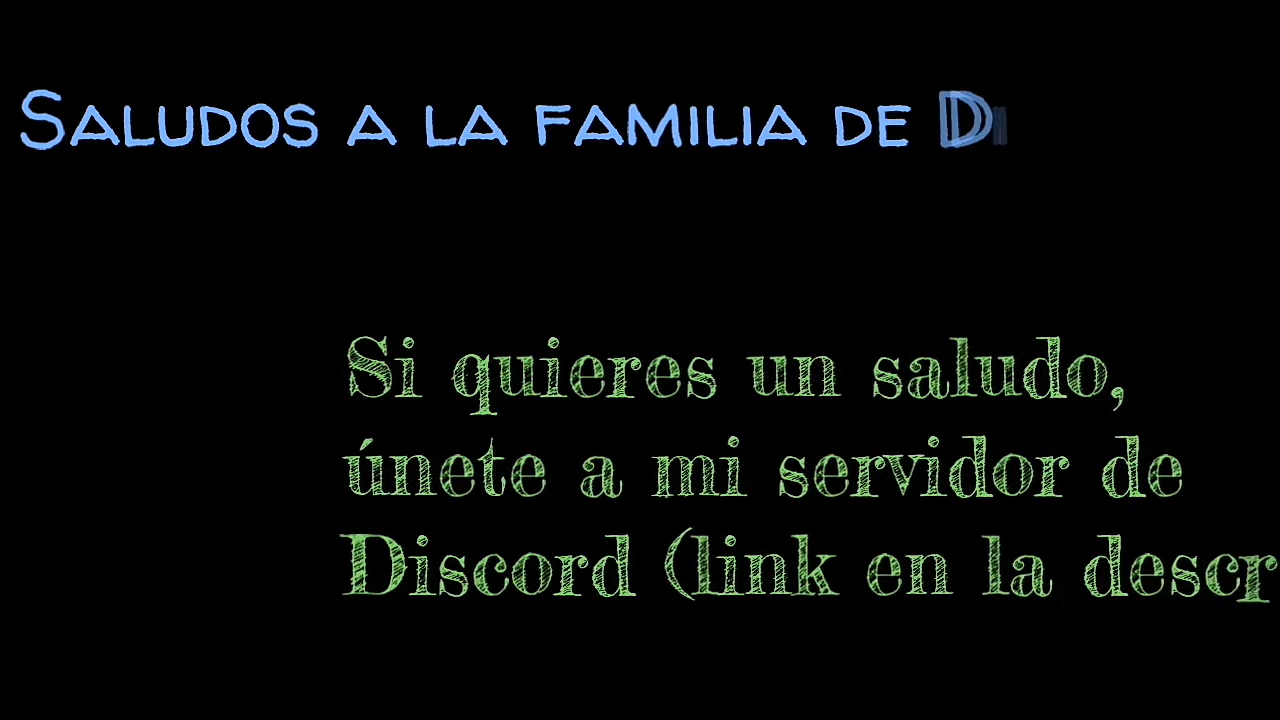 Saludos a la familia de D
Si quieres un saludo,
únete a mi servidor de
Discord (link en la descr